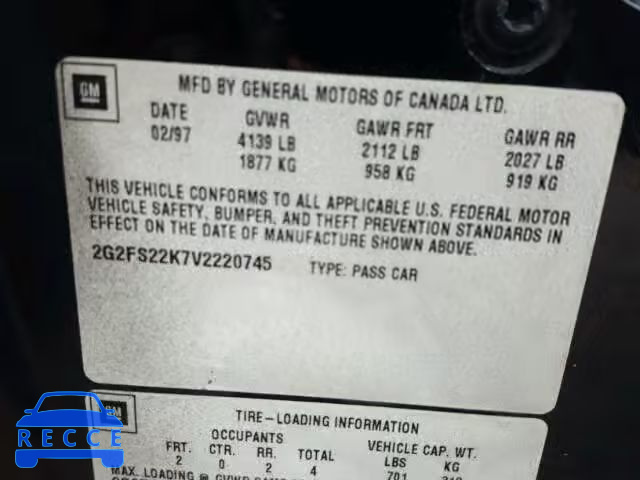 GM
MFD BY GENERAL MOTORS OF CANADA LTD.
DATE GVWR GAWR FRT GAWR RR
02/97 4139 LB 2112 LB 2027 LB
1877 KG 958 KG 919 KG
THIS VEHICLE CONFORMS TO ALL APPLICABLE U.S. FEDERAL MOTOR
VEHICLE SAFETY, BUMPER, AND THEFT PREVENTION STANDARDS IN
EFFECT ON THE DATE OF MANUFACTURE SHOWN ABOVE.
2G2FS22K7V2220745 TYPE: PASS CAR
GM
TIRE-LOADING INFORMATION
OCCUPANTS VEHICLE CAP. WT.
FRT. CTR. RR. TOTAL LBS KG
2 0 2 4 701
MAX. LOADING @ GVWR
RECCE